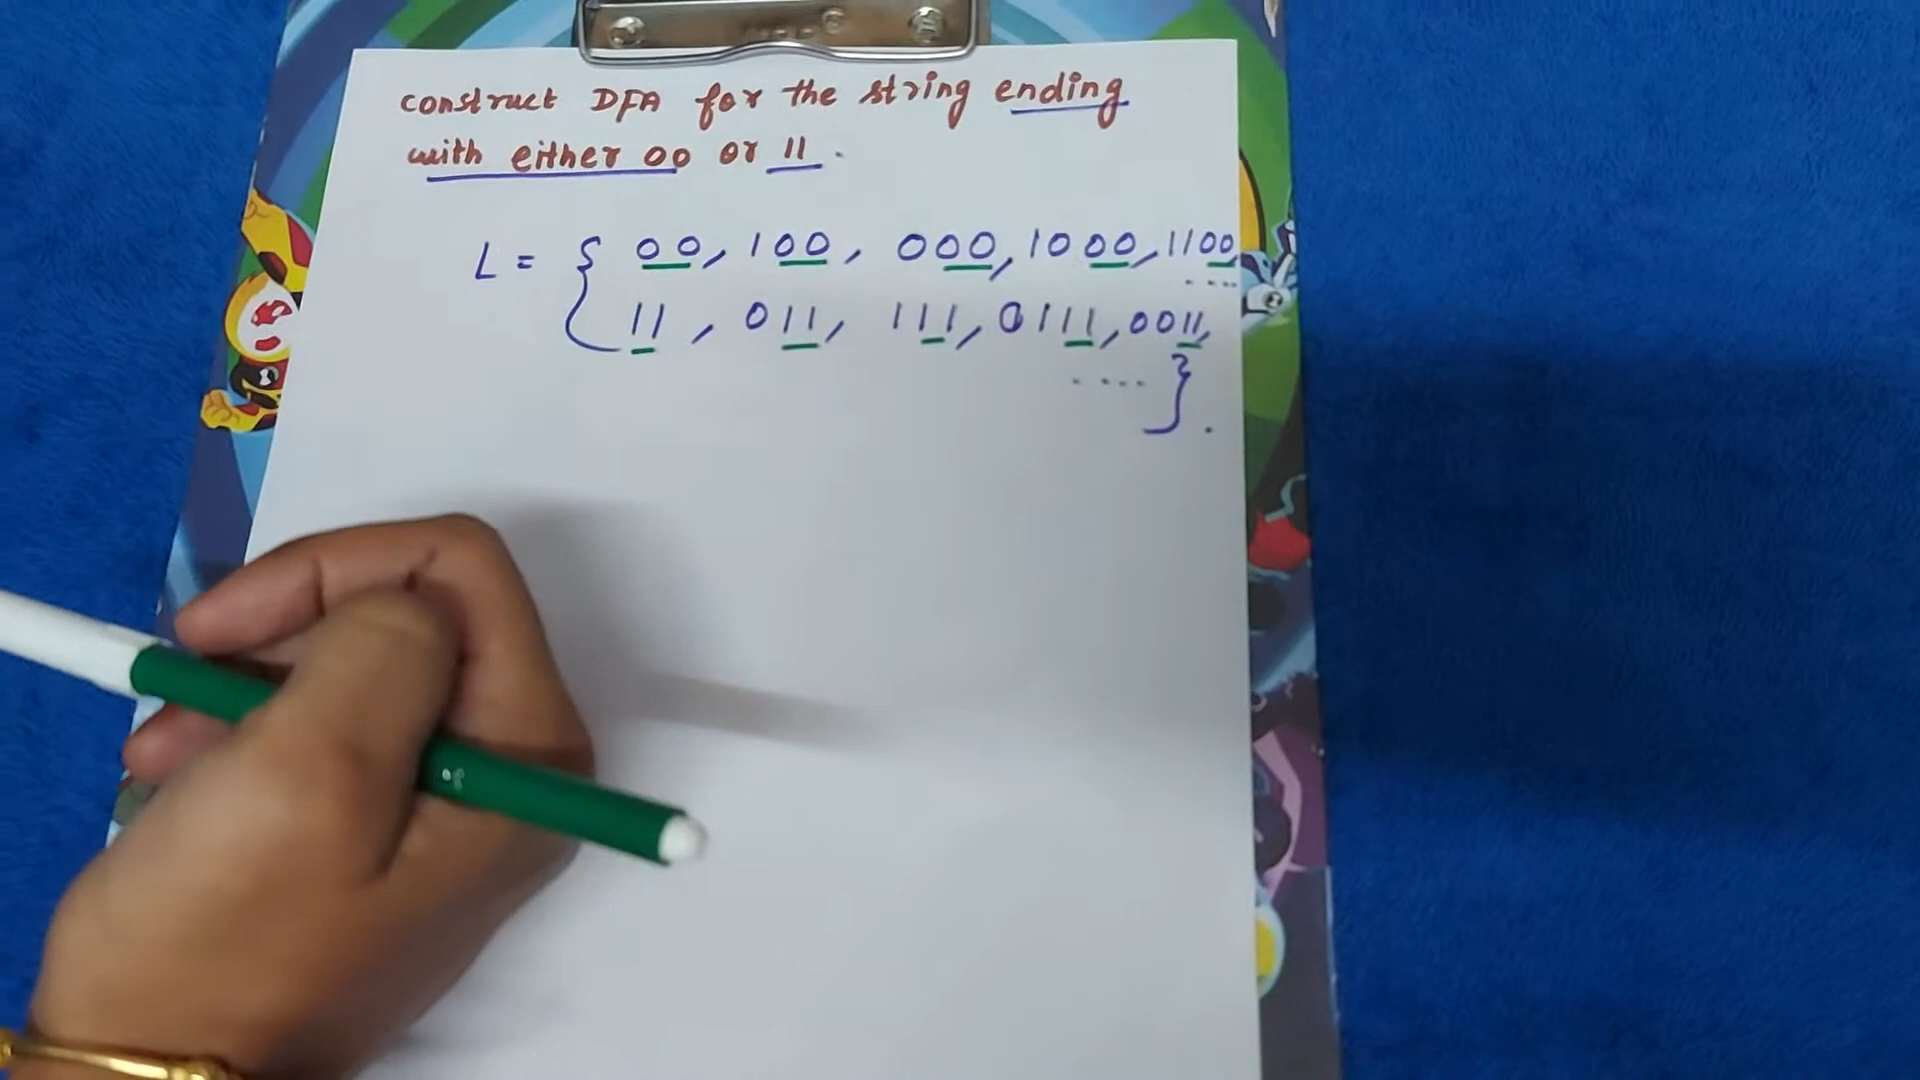 construct DFA for the string ending
with either 00 or 11.
L = { 00, 100, 000, 1000, 1100,
....
11, 011, 111, 0111, 0011,
.... }.